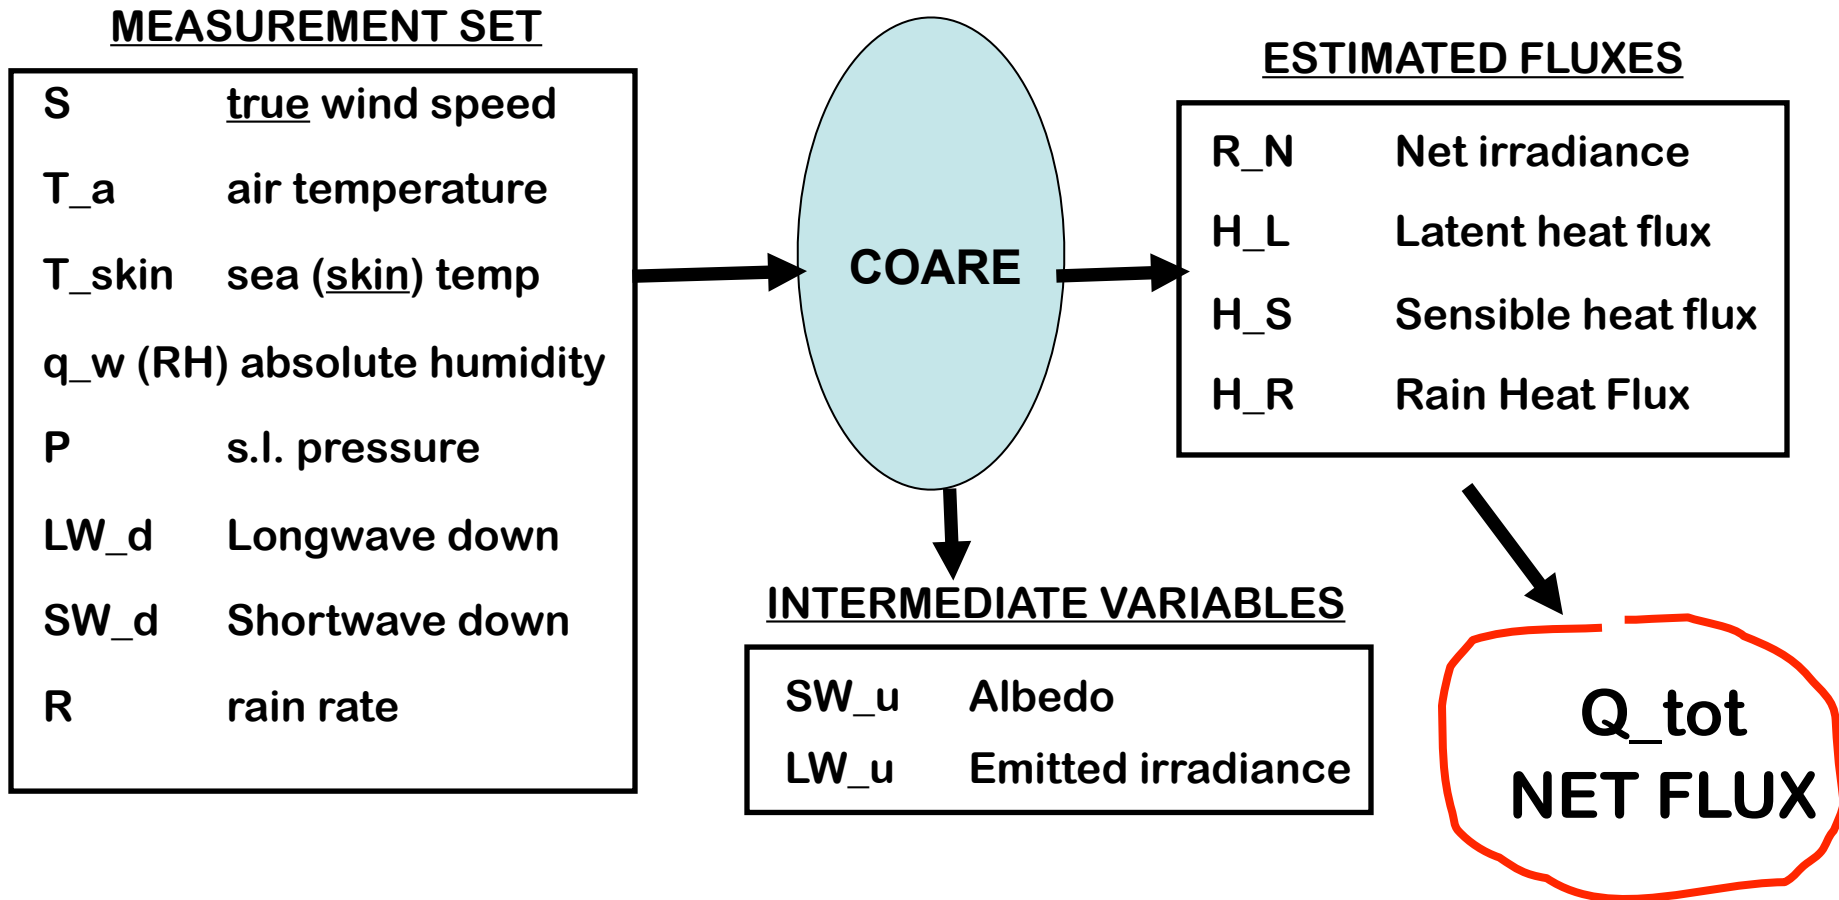 MEASUREMENT SET
S true wind speed
T_a air temperature
T_skin sea (skin) temp
q_w (RH) absolute humidity
P s.l. pressure
LW_d Longwave down
SW_d Shortwave down
R rain rate
COARE
ESTIMATED FLUXES
R_N Net irradiance
H_L Latent heat flux
H_S Sensible heat flux
H_R Rain Heat Flux
INTERMEDIATE VARIABLES
SW_u Albedo
LW_u Emitted irradiance
Q_tot
NET FLUX